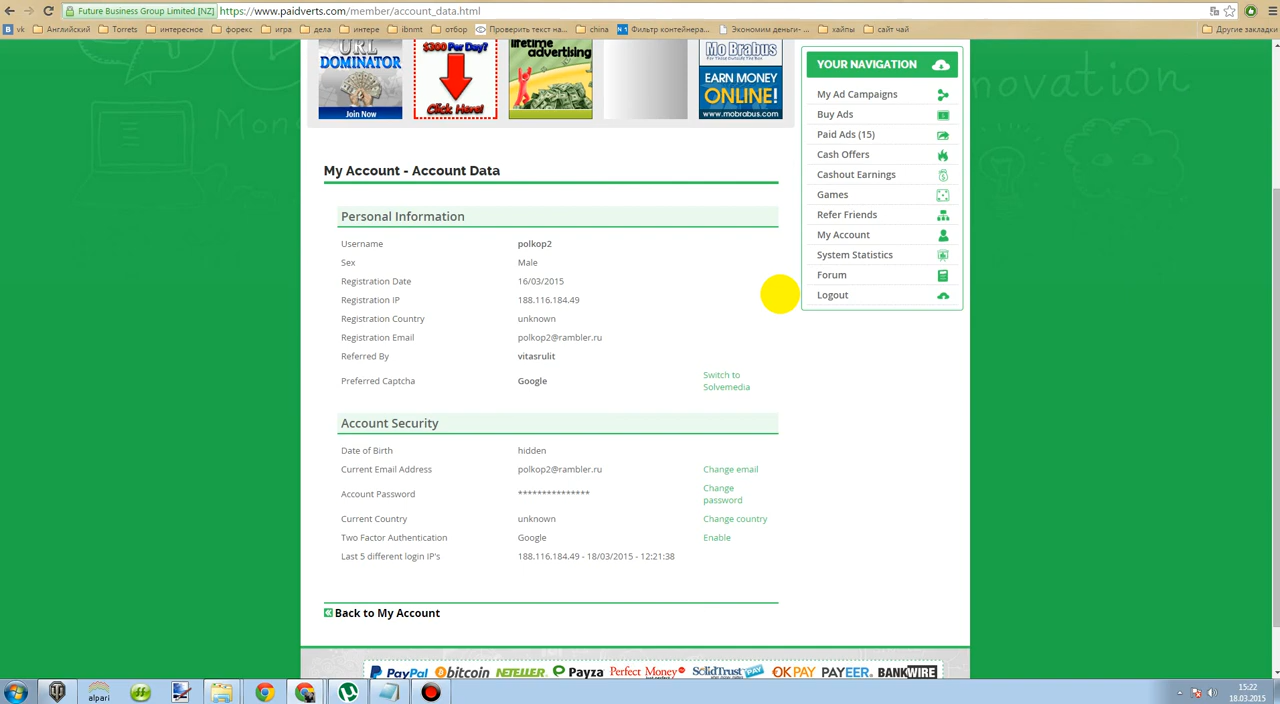 Future Business Group Limited [NZ] https://www.paidverts.com/member/account_data.html
vk Английский Torrets интересное форекс игра дела интере ibnmt отбор Проверить текст на... china Фильтр контейнера... Экономим деньги- ... хайпы сайт чай Другие закладки
URL DOMINATOR
Join Now
$300 Per Day?
Click Here!
lifetime advertising
Mo Brabus
EARN MONEY ONLINE!
www.mobrabus.com
YOUR NAVIGATION
My Ad Campaigns
Buy Ads
Paid Ads (15)
Cash Offers
Cashout Earnings
Games
Refer Friends
My Account
System Statistics
Forum
Logout
My Account - Account Data
Personal Information
Username polkop2
Sex Male
Registration Date 16/03/2015
Registration IP 188.116.184.49
Registration Country unknown
Registration Email polkop2@rambler.ru
Referred By vitasrulit
Preferred Captcha Google Switch to Solvemedia
Account Security
Date of Birth hidden
Current Email Address polkop2@rambler.ru Change email
Account Password *************** Change password
Current Country unknown Change country
Two Factor Authentication Google Enable
Last 5 different login IP's 188.116.184.49 - 18/03/2015 - 12:21:38
Back to My Account
PayPal bitcoin NETELLER Payza Perfect Money SolidTrust PAY OKPAY PAYEER BANKWIRE
alpari
15:22
18.03.2015